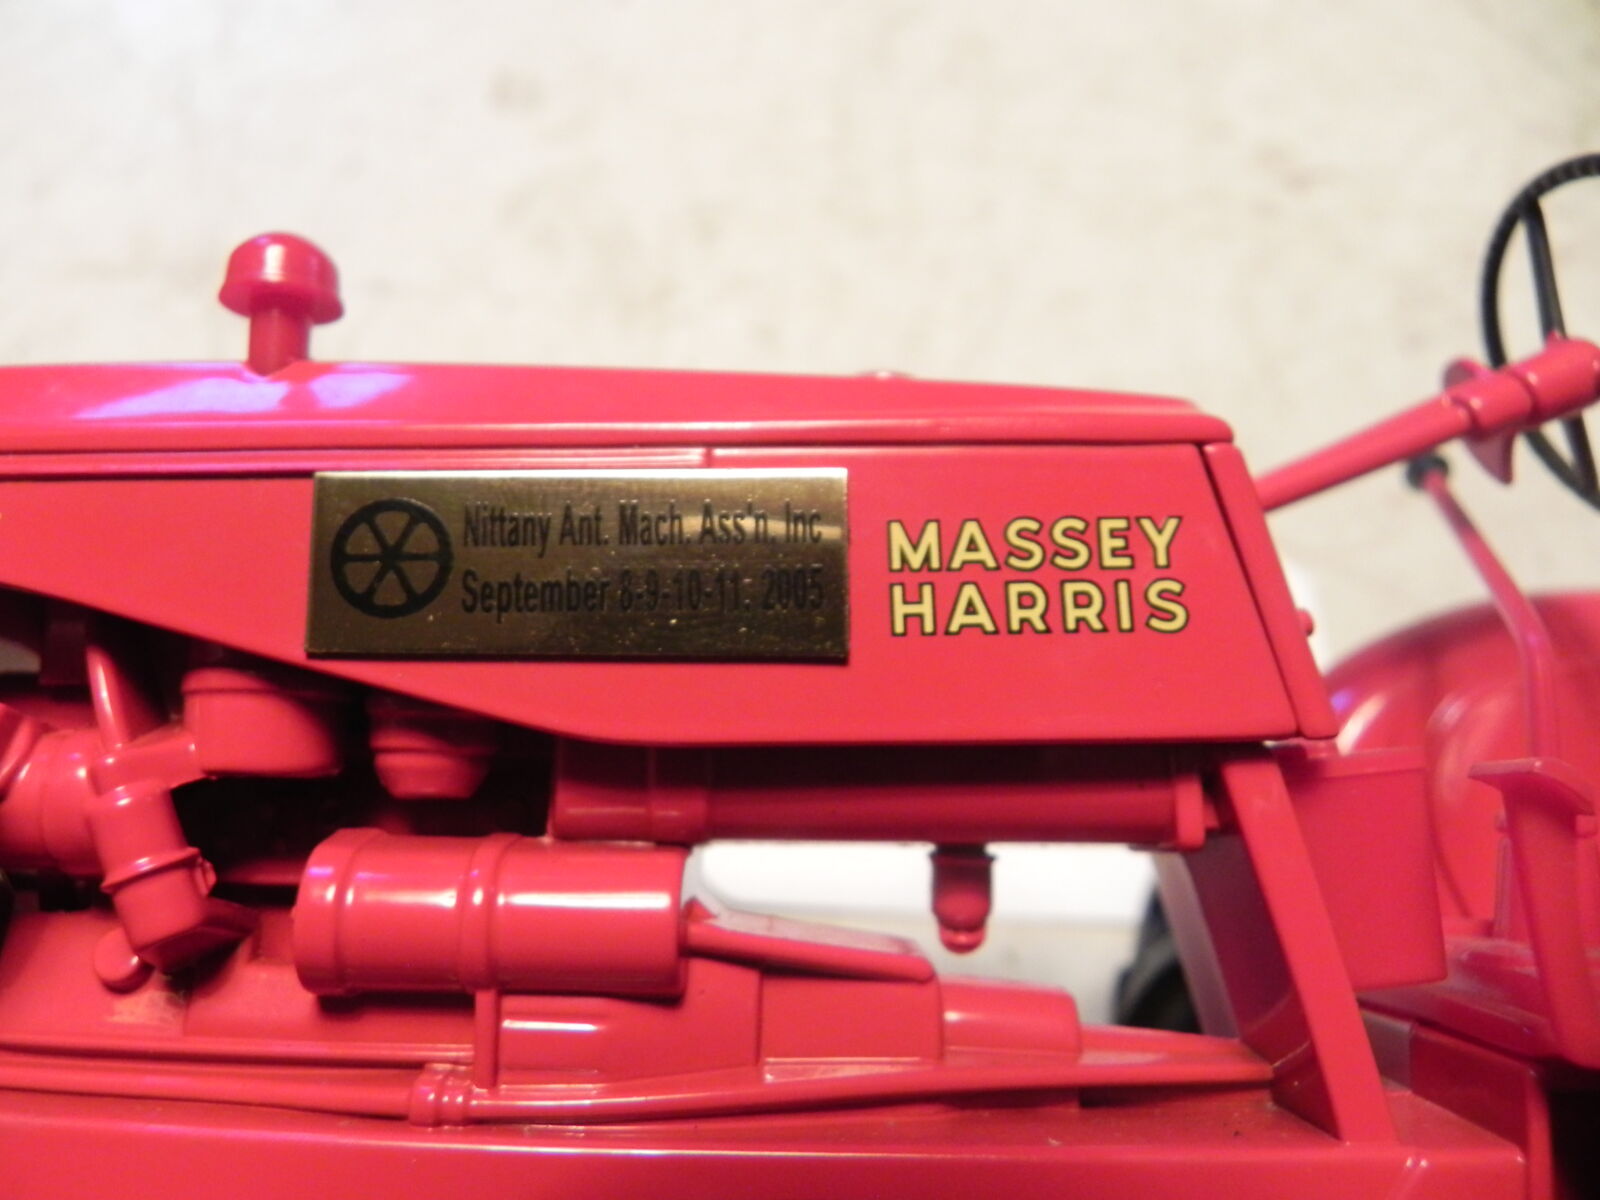 Nittany Ant. Mach. Ass'n. Inc
September 8-9-10-11, 2005
MASSEY
HARRIS